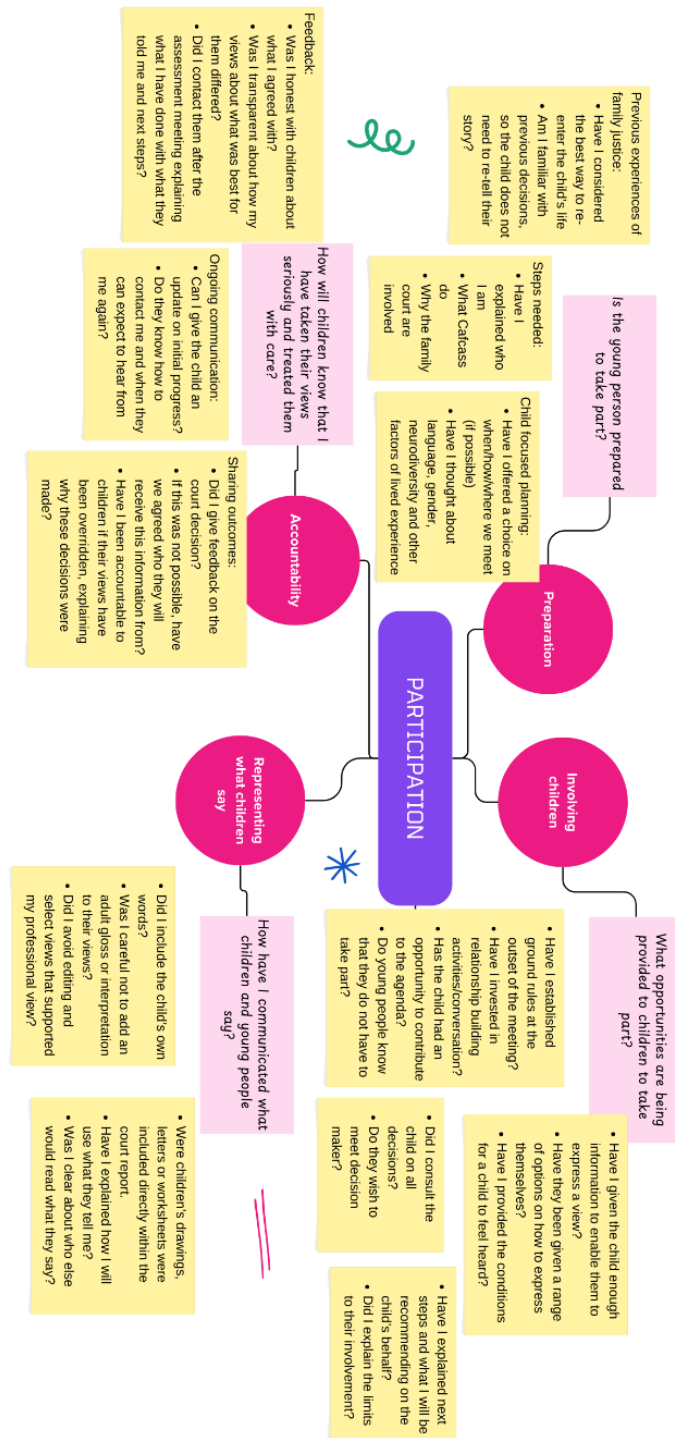 Previous experiences of
family justice:
• Have I considered
the best way to re-
enter the child's life
• Am I familiar with
previous decisions,
so the child does not
need to re-tell their
story?
Is the young person prepared
to take part?
Steps needed:
• Have I
explained who
I am
• What Cafcass
do
• Why the family
court are
involved
Child focused planning:
• Have I offered a choice on
when/how/where we meet
(if possible)
• Have I thought about
language, gender,
neurodiversity and other
factors of lived experience
Preparation
Involving
children
What opportunities are being
provided to children to take
part?
• Have I established
ground rules at the
outset of the meeting?
• Have I invested in
relationship building
activities/conversation?
• Has the child had an
opportunity to contribute
to the agenda?
• Do young people know
that they do not have to
take part?
• Have I given the child enough
information to enable them to
express a view?
• Have they been given a range
of options on how to express
themselves?
• Have I provided the conditions
for a child to feel heard?
• Did I consult the
child on all
decisions?
• Do they wish to
meet decision
maker?
• Have I explained next
steps and what I will be
recommending on the
child's behalf?
• Did I explain the limits
to their involvement?
PARTICIPATION
Feedback:
• Was I honest with children about
what I agreed with?
• Was I transparent about how my
views about what was best for
them differed?
• Did I contact them after the
assessment meeting explaining
what I have done with what they
told me and next steps?
How will children know that I
have taken their views
seriously and treated them
with care?
Ongoing communication:
• Can I give the child an
update on initial progress?
• Do they know how to
contact me and when they
can expect to hear from
me again?
Accountability
Sharing outcomes:
• Did I give feedback on the
court decision?
• If this was not possible, have
we agreed who they will
receive this information from?
• Have I been accountable to
children if their views have
been overridden, explaining
why these decisions were
made?
Representing
what children
say
How have I communicated what
children and young people
say?
• Did I include the child's own
words?
• Was I careful not to add an
adult gloss or interpretation
to their views?
• Did I avoid editing and
select views that supported
my professional view?
• Were children's drawings,
letters or worksheets were
included directly within the
court report.
• Have I explained how I will
use what they tell me?
• Was I clear about who else
would read what they say?